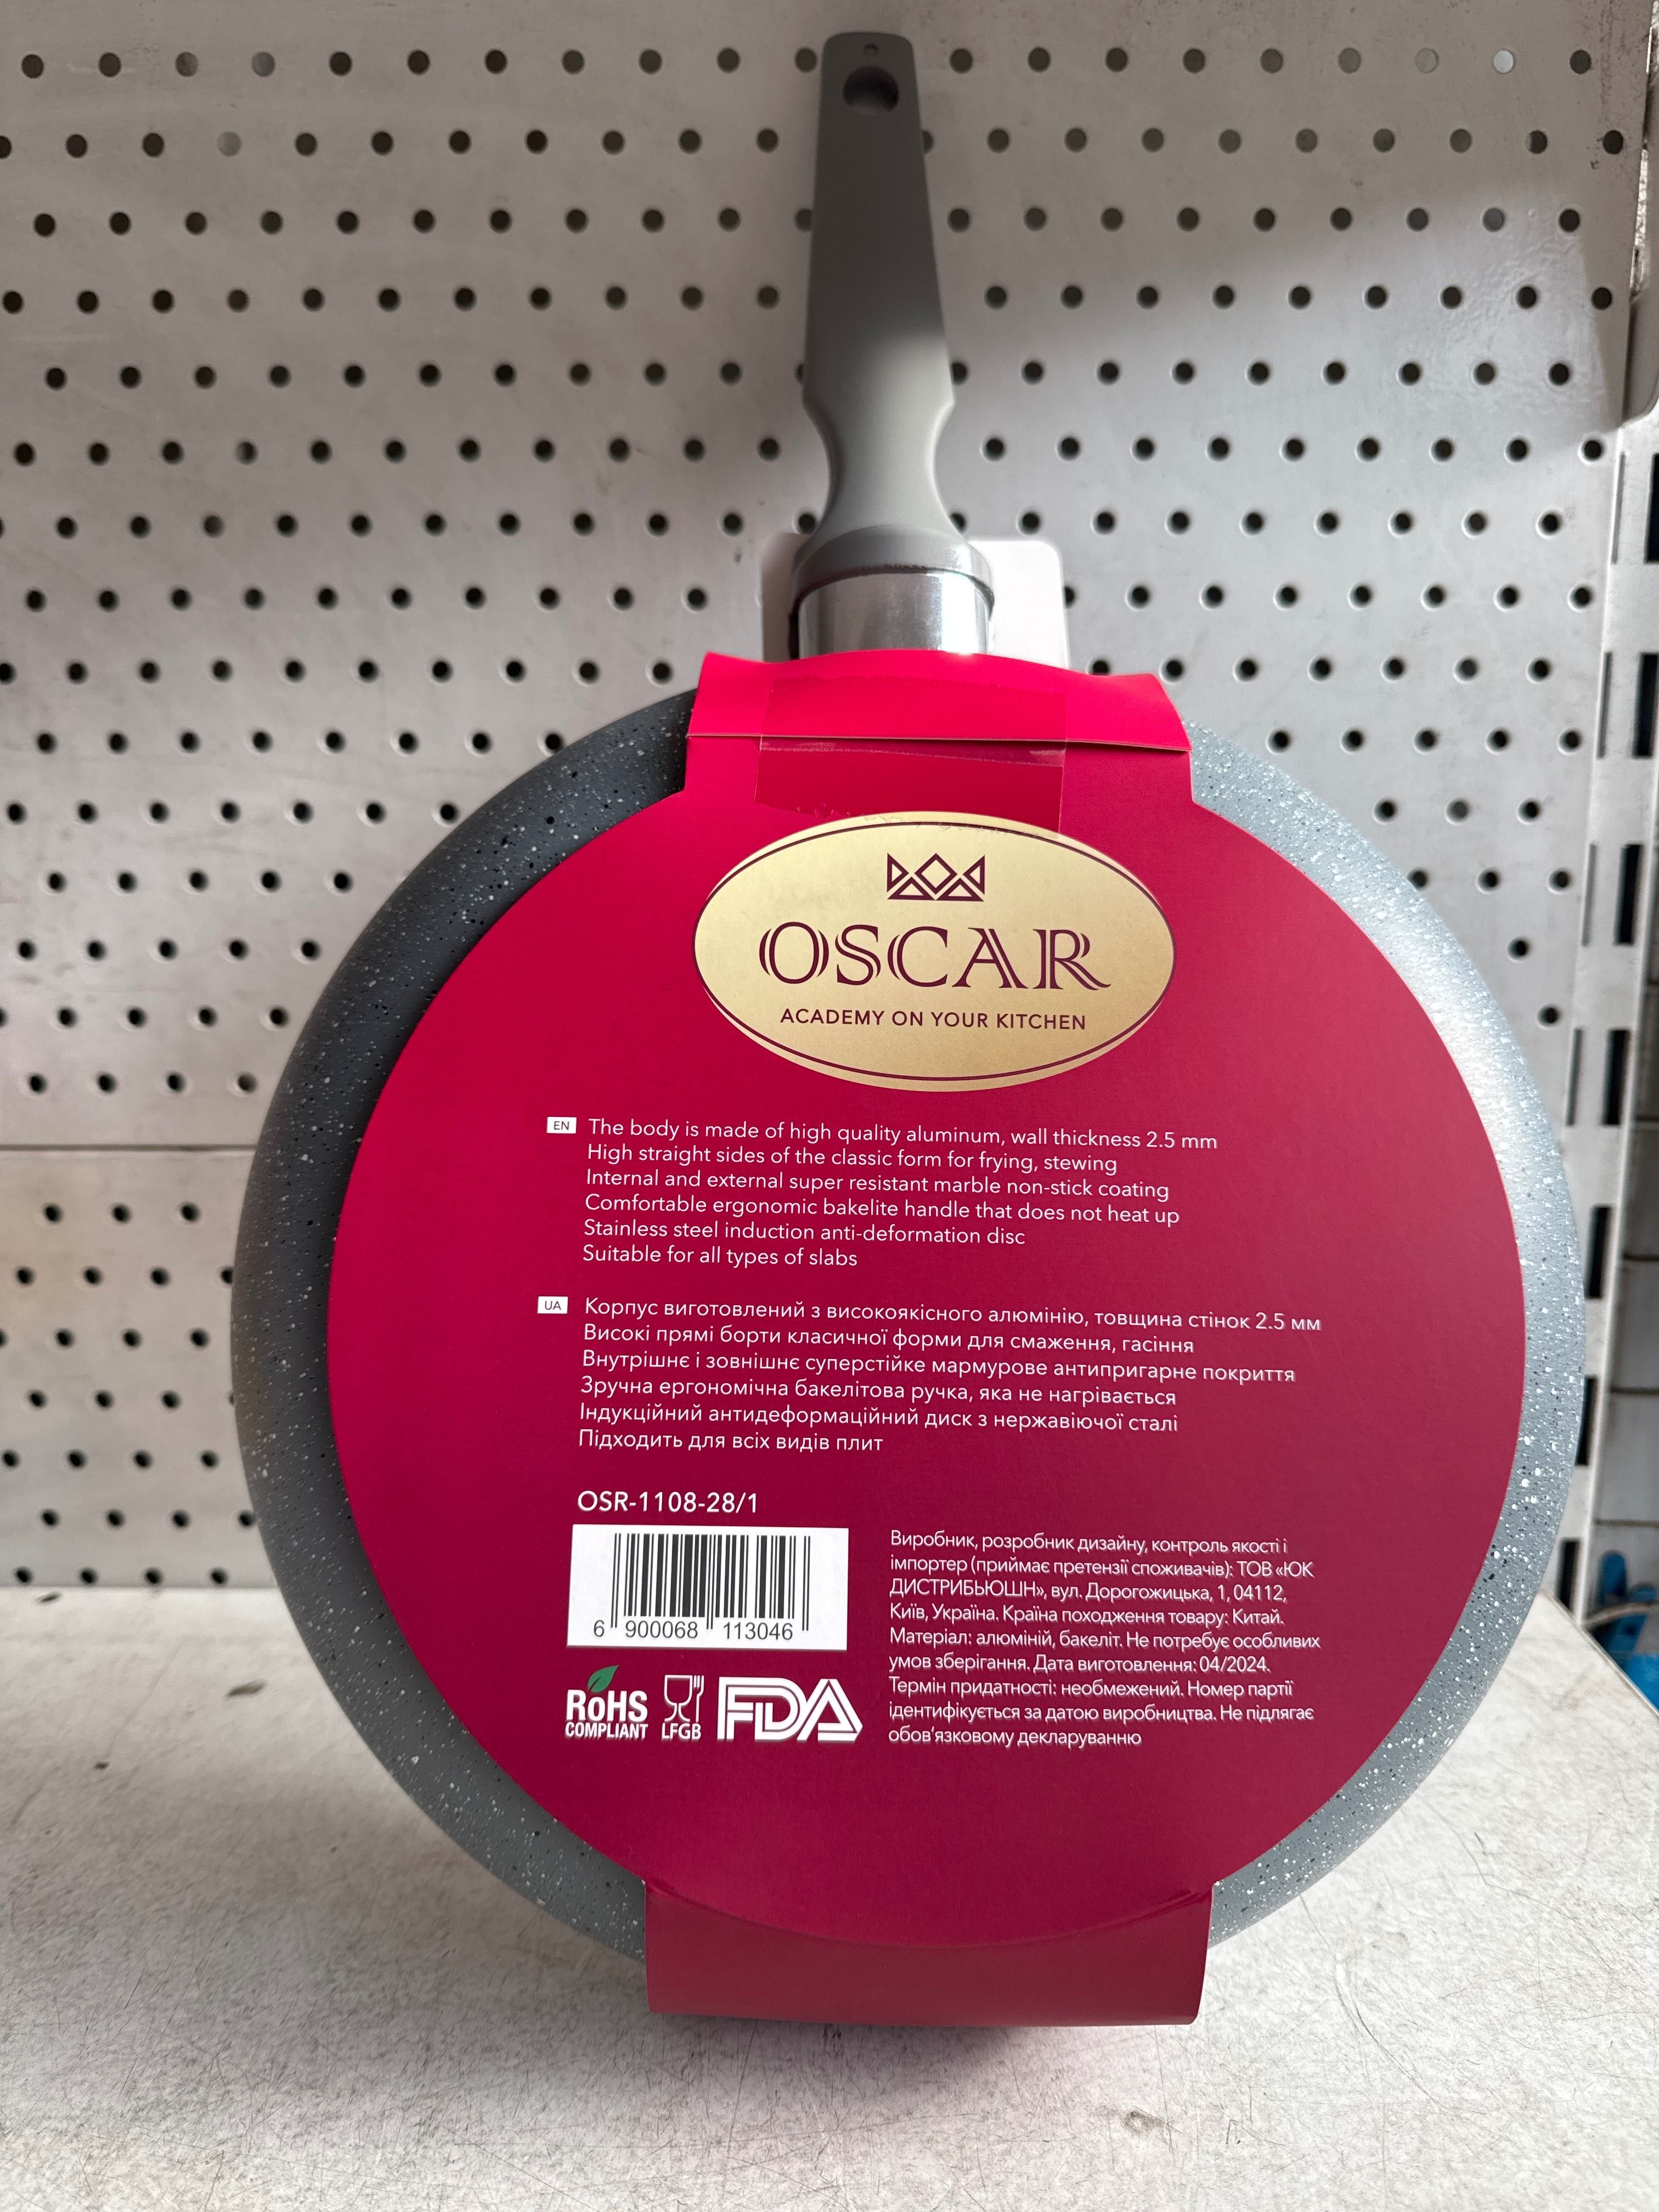 OSCAR
ACADEMY ON YOUR KITCHEN
EN The body is made of high quality aluminum, wall thickness 2.5 mm
High straight sides of the classic form for frying, stewing
Internal and external super resistant marble non-stick coating
Comfortable ergonomic bakelite handle that does not heat up
Stainless steel induction anti-deformation disc
Suitable for all types of slabs
UA Корпус виготовлений з високоякісного алюмінію, товщина стінок 2.5 мм
Високі прямі борти класичної форми для смаження, гасіння
Внутрішнє і зовнішнє суперстійке мармурове антипригарне покриття
Зручна ергономічна бакелітова ручка, яка не нагрівається
Індукційний антидеформаційний диск з нержавіючої сталі
Підходить для всіх видів плит
OSR-1108-28/1
6 900068 113046
RoHS
COMPLIANT
LFGB
FDA
Виробник, розробник дизайну, контроль якості і
імпортер (приймає претензії споживачів): ТОВ «ЮК
ДИСТРИБЬЮШН», вул. Дорогожицька, 1, 04112,
Київ, Україна. Країна походження товару: Китай.
Матеріал: алюміній, бакеліт. Не потребує особливих
умов зберігання. Дата виготовлення: 04/2024.
Термін придатності: необмежений. Номер партії
ідентифікується за датою виробництва. Не підлягає
обов'язковому декларуванню